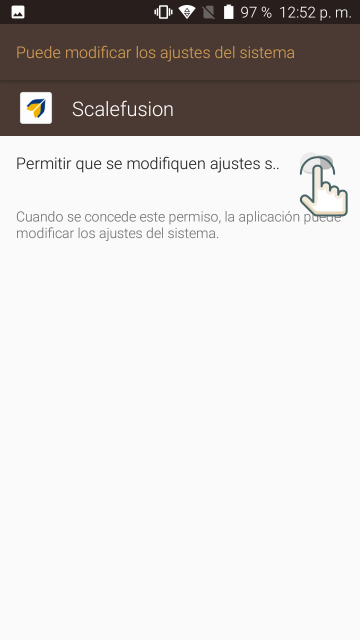 97 % 12:52 p. m.
Puede modificar los ajustes del sistema
Scalefusion
Permitir que se modifiquen ajustes s..
Cuando se concede este permiso, la aplicación puede
modificar los ajustes del sistema.